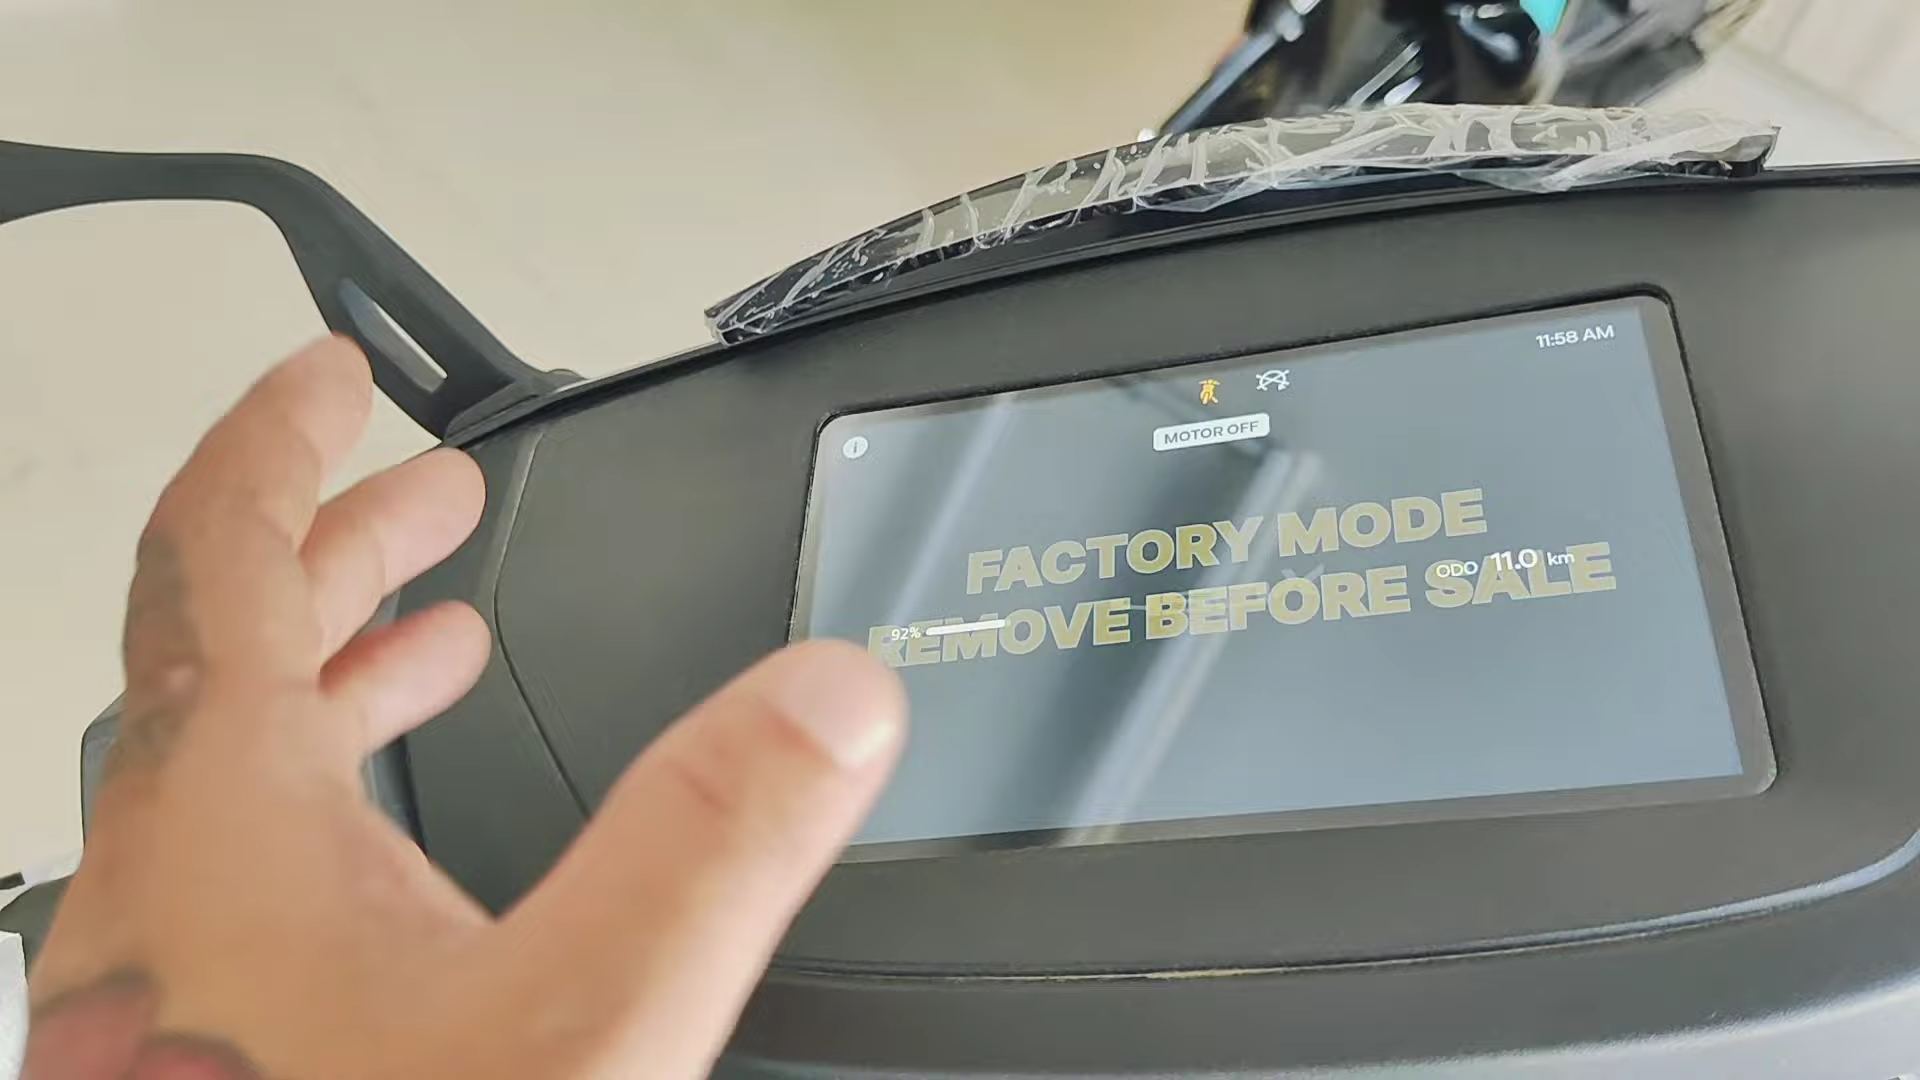 11:58 AM
MOTOR OFF
FACTORY MODE
ODO 11.0 km
REMOVE BEFORE SALE
92%